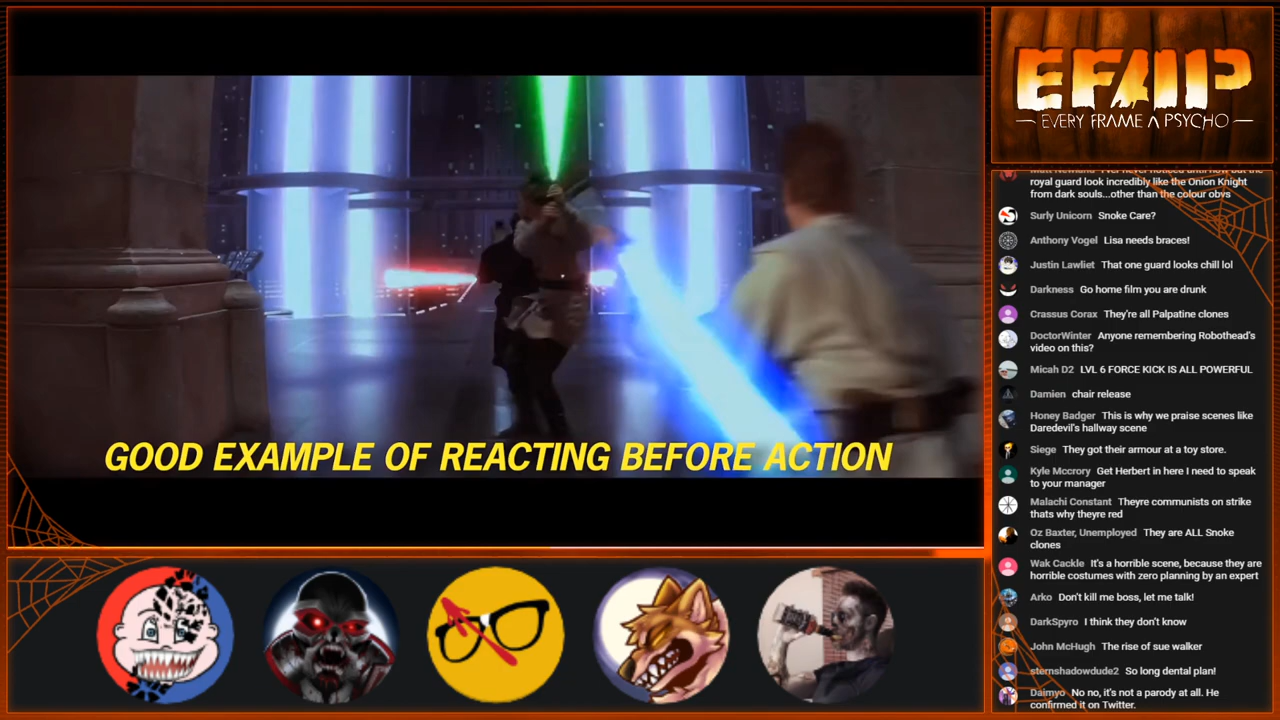 EFAP
EVERY FRAME A PSYCHO
royal guard look incredibly like the Onion Knight
from dark souls...other than the colour obvs
Surly Unicorn Snoke Care?
Anthony Vogel Lisa needs braces!
Justin Lawliet That one guard looks chill lol
Darkness Go home film you are drunk
Crassus Corax They're all Palpatine clones
DoctorWinter Anyone remembering Robothead's
video on this?
Micah D2 LVL 6 FORCE KICK IS ALL POWERFUL
Damien chair release
Honey Badger This is why we praise scenes like
Daredevil's hallway scene
Siege They got their armour at a toy store.
Kyle Mccrory Get Herbert in here I need to speak
to your manager
Malachi Constant Theyre communists on strike
thats why theyre red
Oz Baxter, Unemployed They are ALL Snoke
clones
Wak Cackle It's a horrible scene, because they are
horrible costumes with zero planning by an expert
Arko Don't kill me boss, let me talk!
DarkSpyro I think they don't know
John McHugh The rise of sue walker
sternshadowdude2 So long dental plan!
Daimyo No no, it's not a parody at all. He
confirmed it on Twitter.
GOOD EXAMPLE OF REACTING BEFORE ACTION